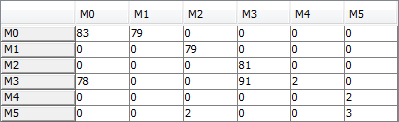 M0 M1 M2 M3 M4 M5
M0 83 79 0 0 0 0
M1 0 0 79 0 0 0
M2 0 0 0 81 0 0
M3 78 0 0 91 2 0
M4 0 0 0 0 0 2
M5 0 0 2 0 0 3